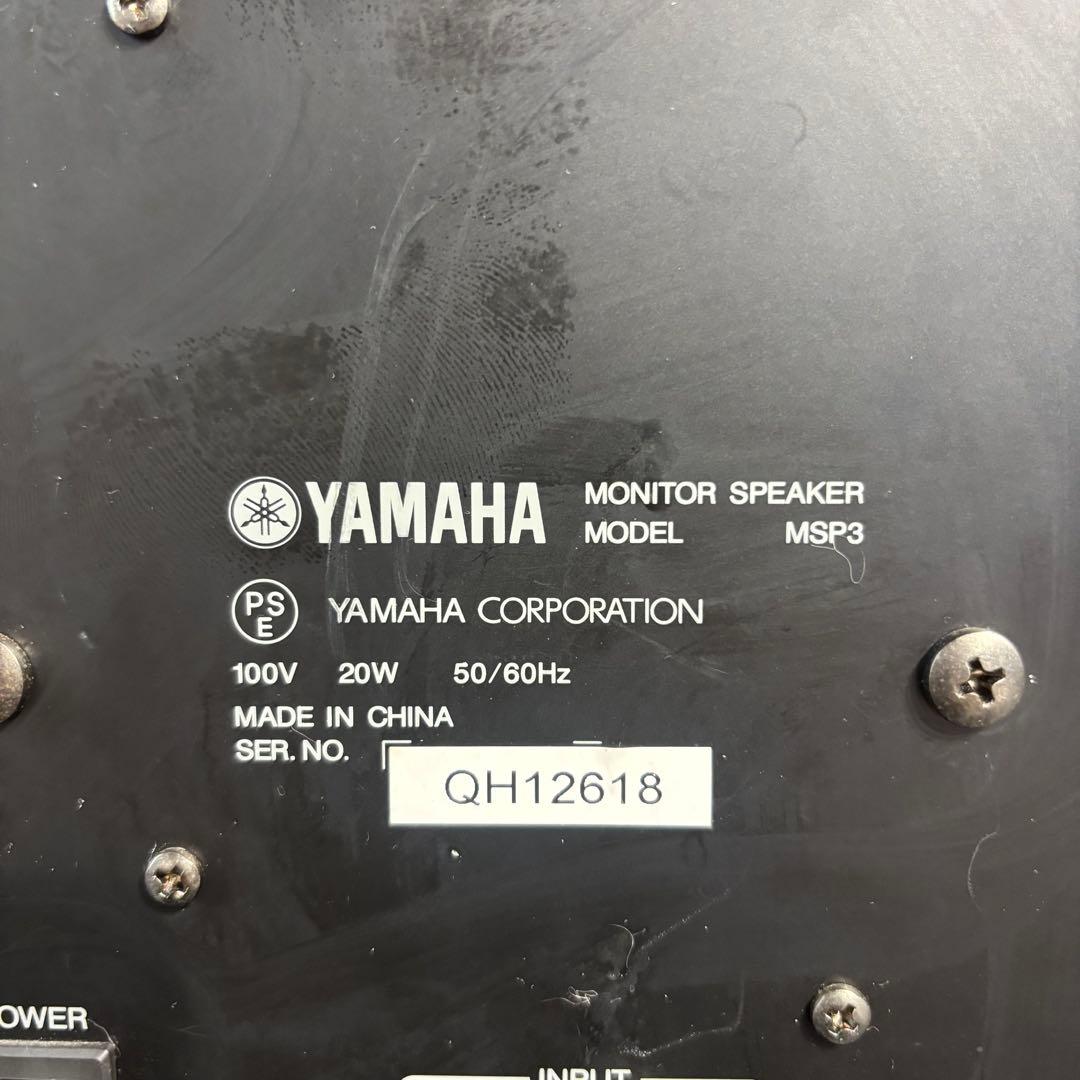 YAMAHA
MONITOR SPEAKER
MODEL MSP3
PSE
YAMAHA CORPORATION
100V 20W 50/60Hz
MADE IN CHINA
SER. NO.
QH12618
OWER
INPUT